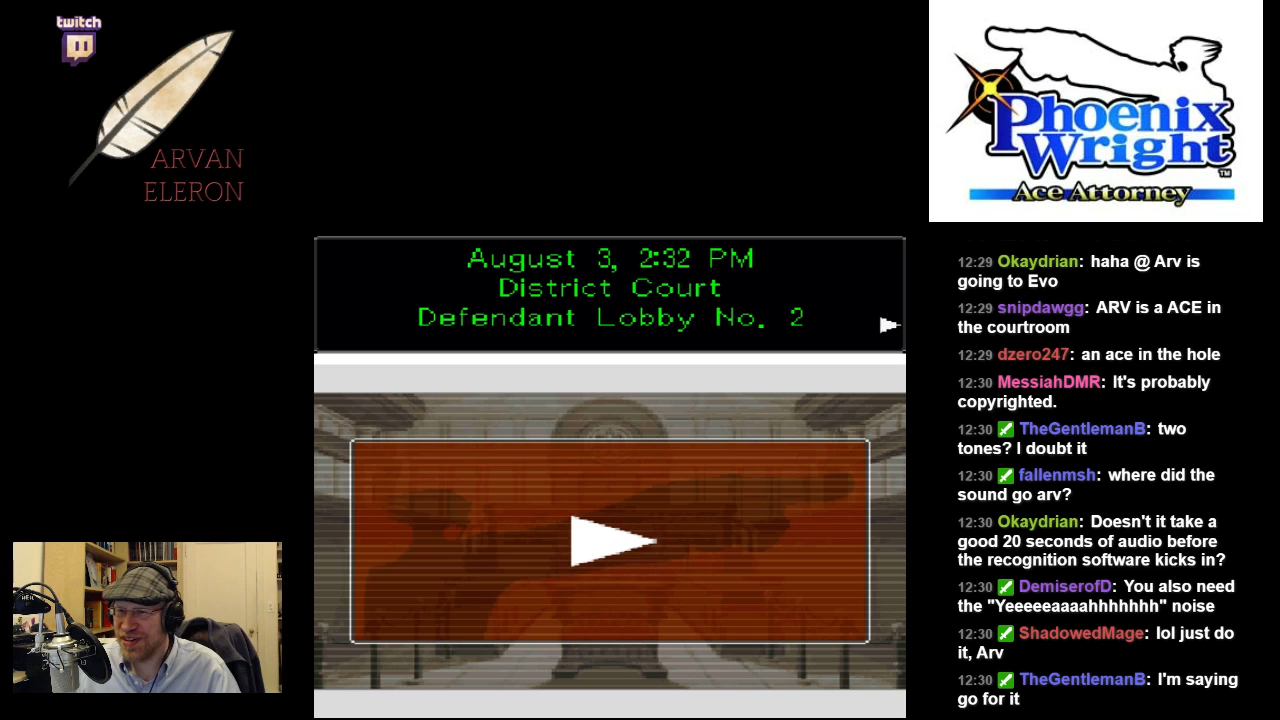 twitch
ARVAN
ELERON
Phoenix
Wright™
Ace Attorney
August 3, 2:32 PM
District Court
Defendant Lobby No. 2
12:29 Okaydrian: haha @ Arv is
going to Evo
12:29 snipdawgg: ARV is a ACE in
the courtroom
12:29 dzero247: an ace in the hole
12:30 MessiahDMR: It's probably
copyrighted.
12:30 TheGentlemanB: two
tones? I doubt it
12:30 fallenmsh: where did the
sound go arv?
12:30 Okaydrian: Doesn't it take a
good 20 seconds of audio before
the recognition software kicks in?
12:30 DemiserofD: You also need
the "Yeeeeeaaaahhhhhhh" noise
12:30 ShadowedMage: lol just do
it, Arv
12:30 TheGentlemanB: I'm saying
go for it